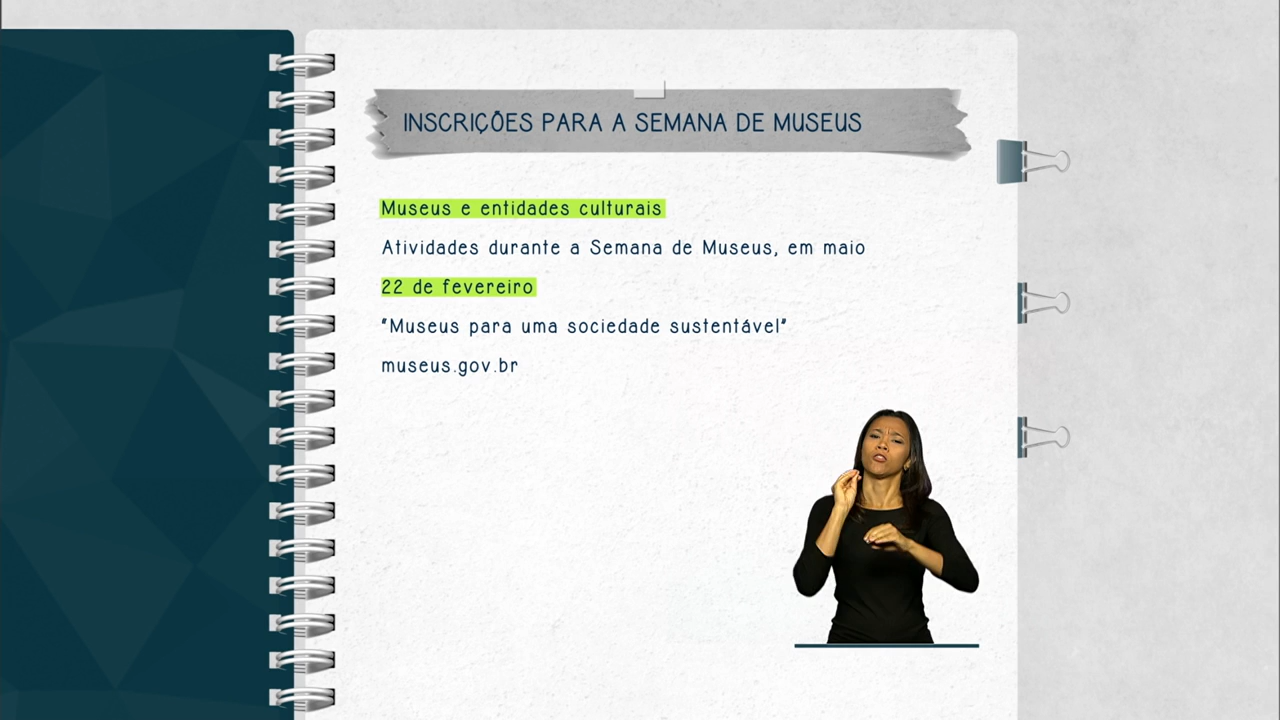 INSCRIÇÕES PARA A SEMANA DE MUSEUS
Museus e entidades culturais
Atividades durante a Semana de Museus, em maio
22 de fevereiro
"Museus para uma sociedade sustentável"
museus.gov.br